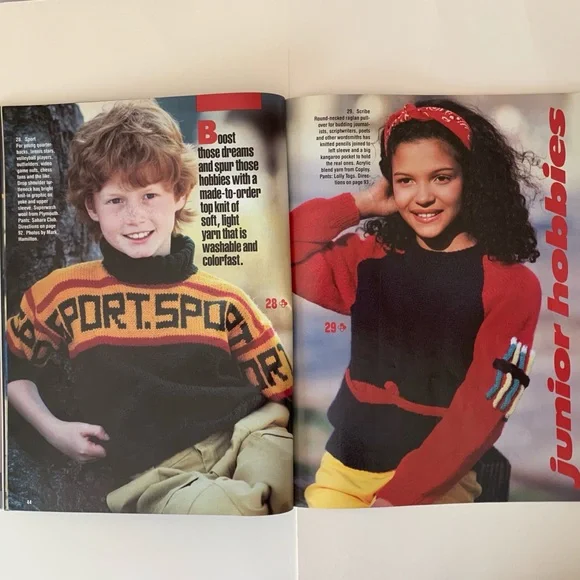 28. Sport
For young quarter-
backs, tennis stars,
volleyball players,
butterfliers, video
game nuts, chess
fans and the like.
Drop shoulder tur-
tleneck has bright
knit-in graphic on
yoke and upper
sleeve. Superwash
wool from Plymouth.
Pants: Sahara Club.
Directions on page
92. Photos by Mark
Hamilton.
Boost
those dreams
and spur those
hobbies with a
made-to-order
top knit of
soft, light
yarn that is
washable and
colorfast.
28
SPORT.SPORT
44
29. Scribe
Round-necked raglan pull-
over for budding journal-
ists, scriptwriters, poets
and other wordsmiths has
knitted pencils joined to
left sleeve and a big
kangaroo pocket to hold
the real ones. Acrylic
blend yarn from Copley.
Pants: Lolly Togs. Direc-
tions on page 93.
29
junior hobbies